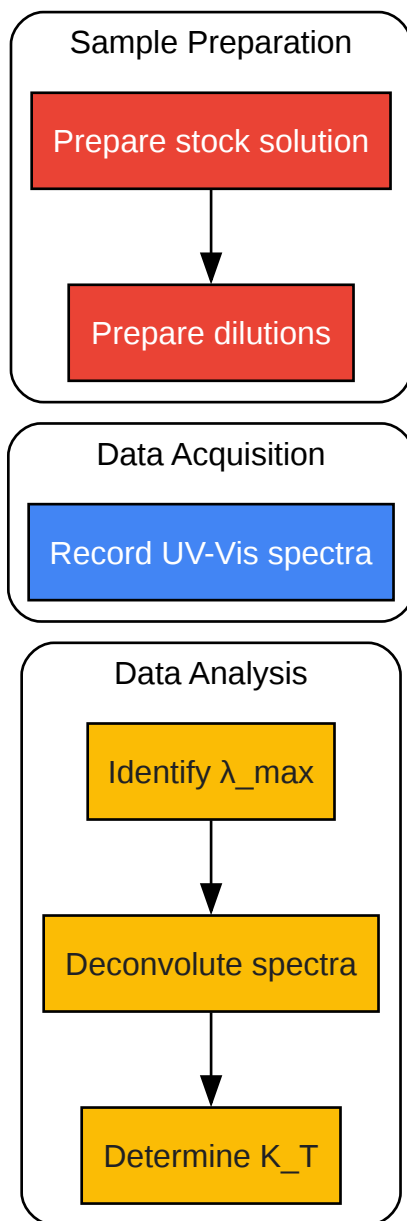 Sample Preparation
Prepare stock solution
Prepare dilutions
Data Acquisition
Record UV-Vis spectra
Data Analysis
Identify λ_max
Deconvolute spectra
Determine K_T